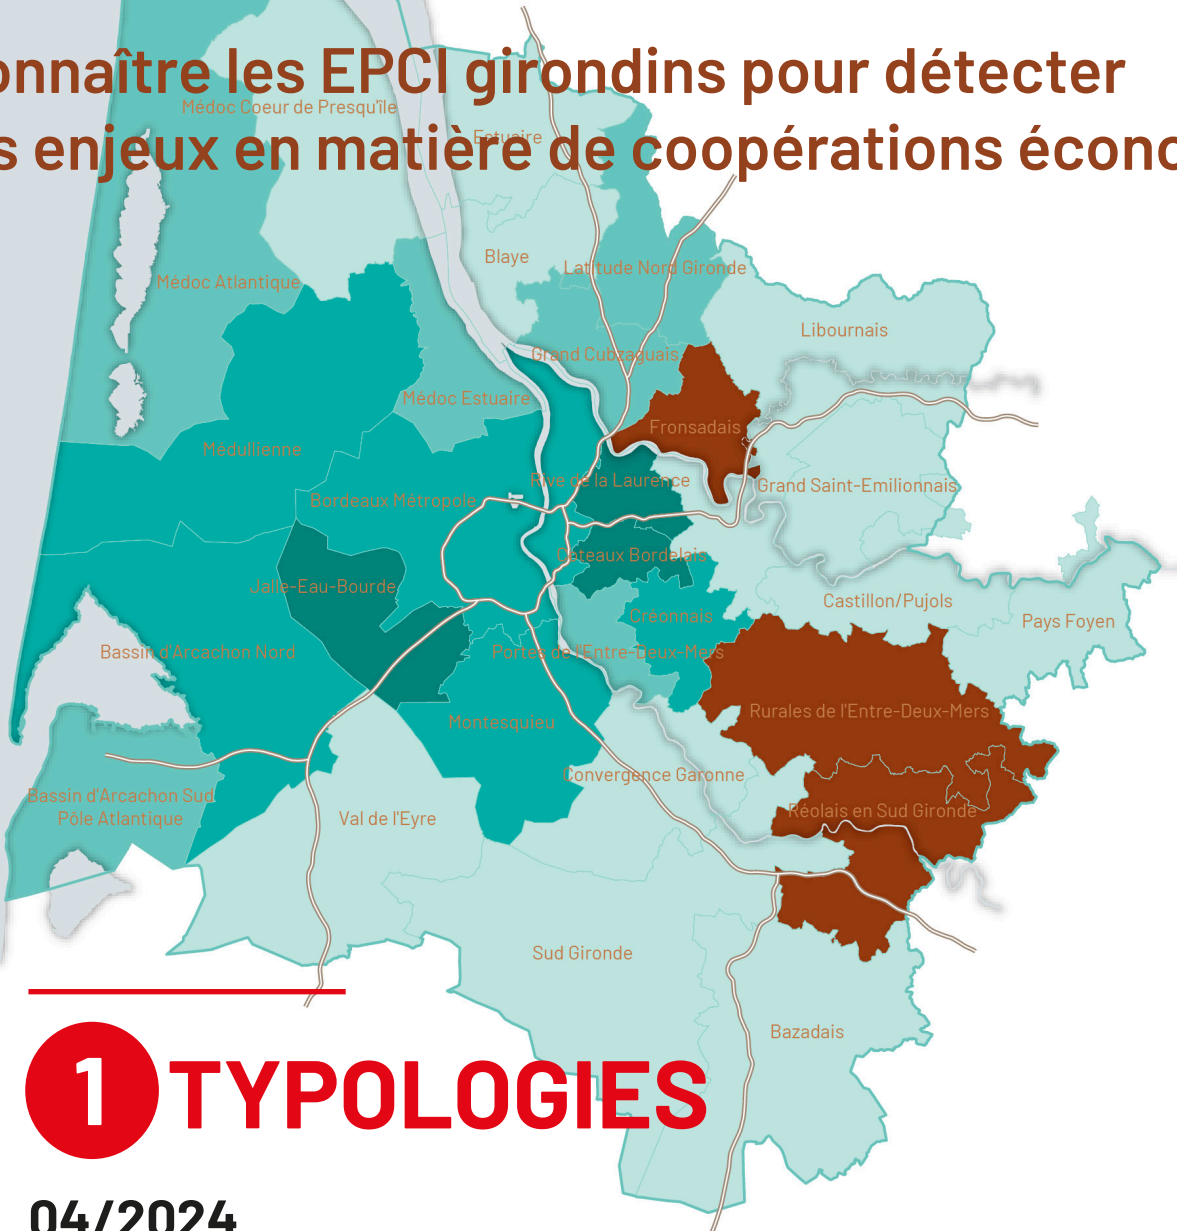 onnaître les EPCI girondins pour détecter
s enjeux en matière de coopérations écono
Médoc Coeur de Presqu'île
Estuaire
Blaye
Latitude Nord Gironde
Médoc Atlantique
Libournais
Grand Cubzaguais
Médoc Estuaire
Fronsadais
Médullienne
Rive de la Laurence
Grand Saint-Emilionnais
Bordeaux Métropole
Côteaux Bordelais
Jalle-Eau-Bourde
Castillon/Pujols
Créonnais
Pays Foyen
Bassin d'Arcachon Nord
Portes de l'Entre-Deux-Mers
Rurales de l'Entre-Deux-Mers
Montesquieu
Convergence Garonne
Bassin d'Arcachon Sud
Pôle Atlantique
Val de l'Eyre
Réolais en Sud Gironde
Sud Gironde
Bazadais
1 TYPOLOGIES
04/2024